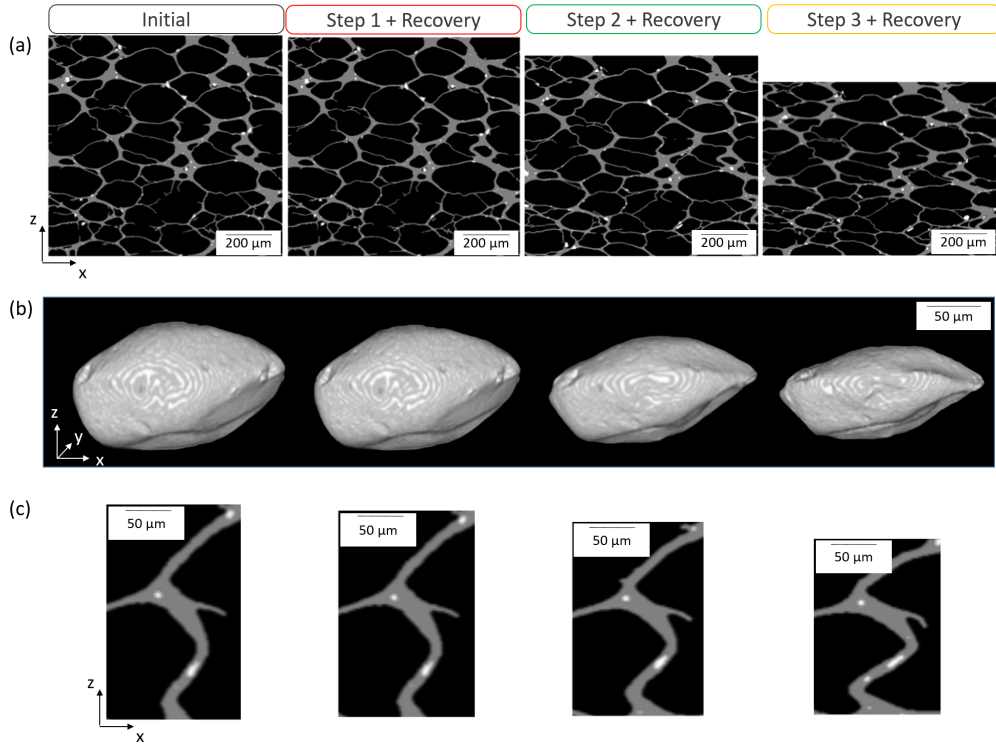 Initial
Step 1 + Recovery
Step 2 + Recovery
Step 3 + Recovery
(a)
z
x
200 µm
200 µm
200 µm
200 µm
(b)
50 µm
z
y
x
(c)
50 µm
50 µm
50 µm
50 µm
z
x